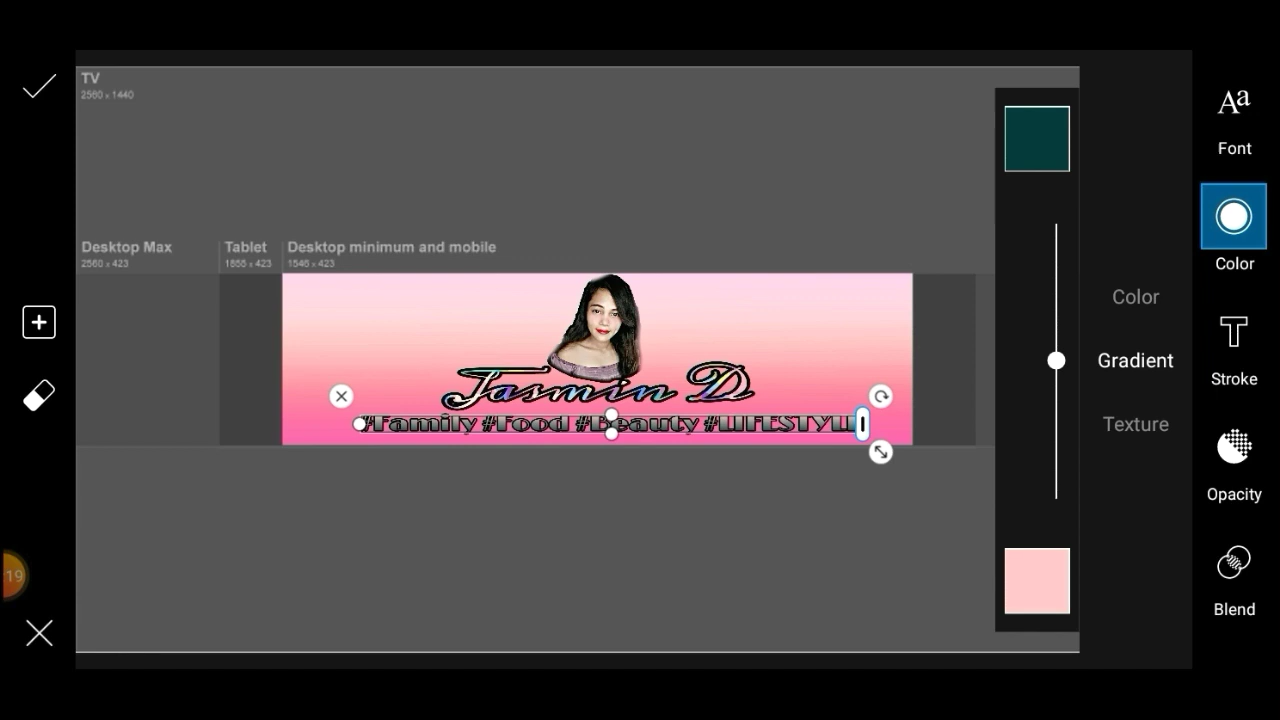 TV
2560 x 1440
Desktop Max
2560 x 423
Tablet
1855 x 423
Desktop minimum and mobile
1546 x 423
Jasmin D
#Family #Food #Beauty #LIFESTYLE
:19
Color
Gradient
Texture
Font
Color
Stroke
Opacity
Blend